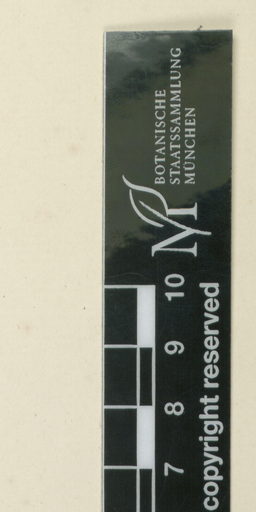 BOTANISCHE
STAATSSAMMLUNG
MÜNCHEN
M
10
9
8
7
copyright reserved